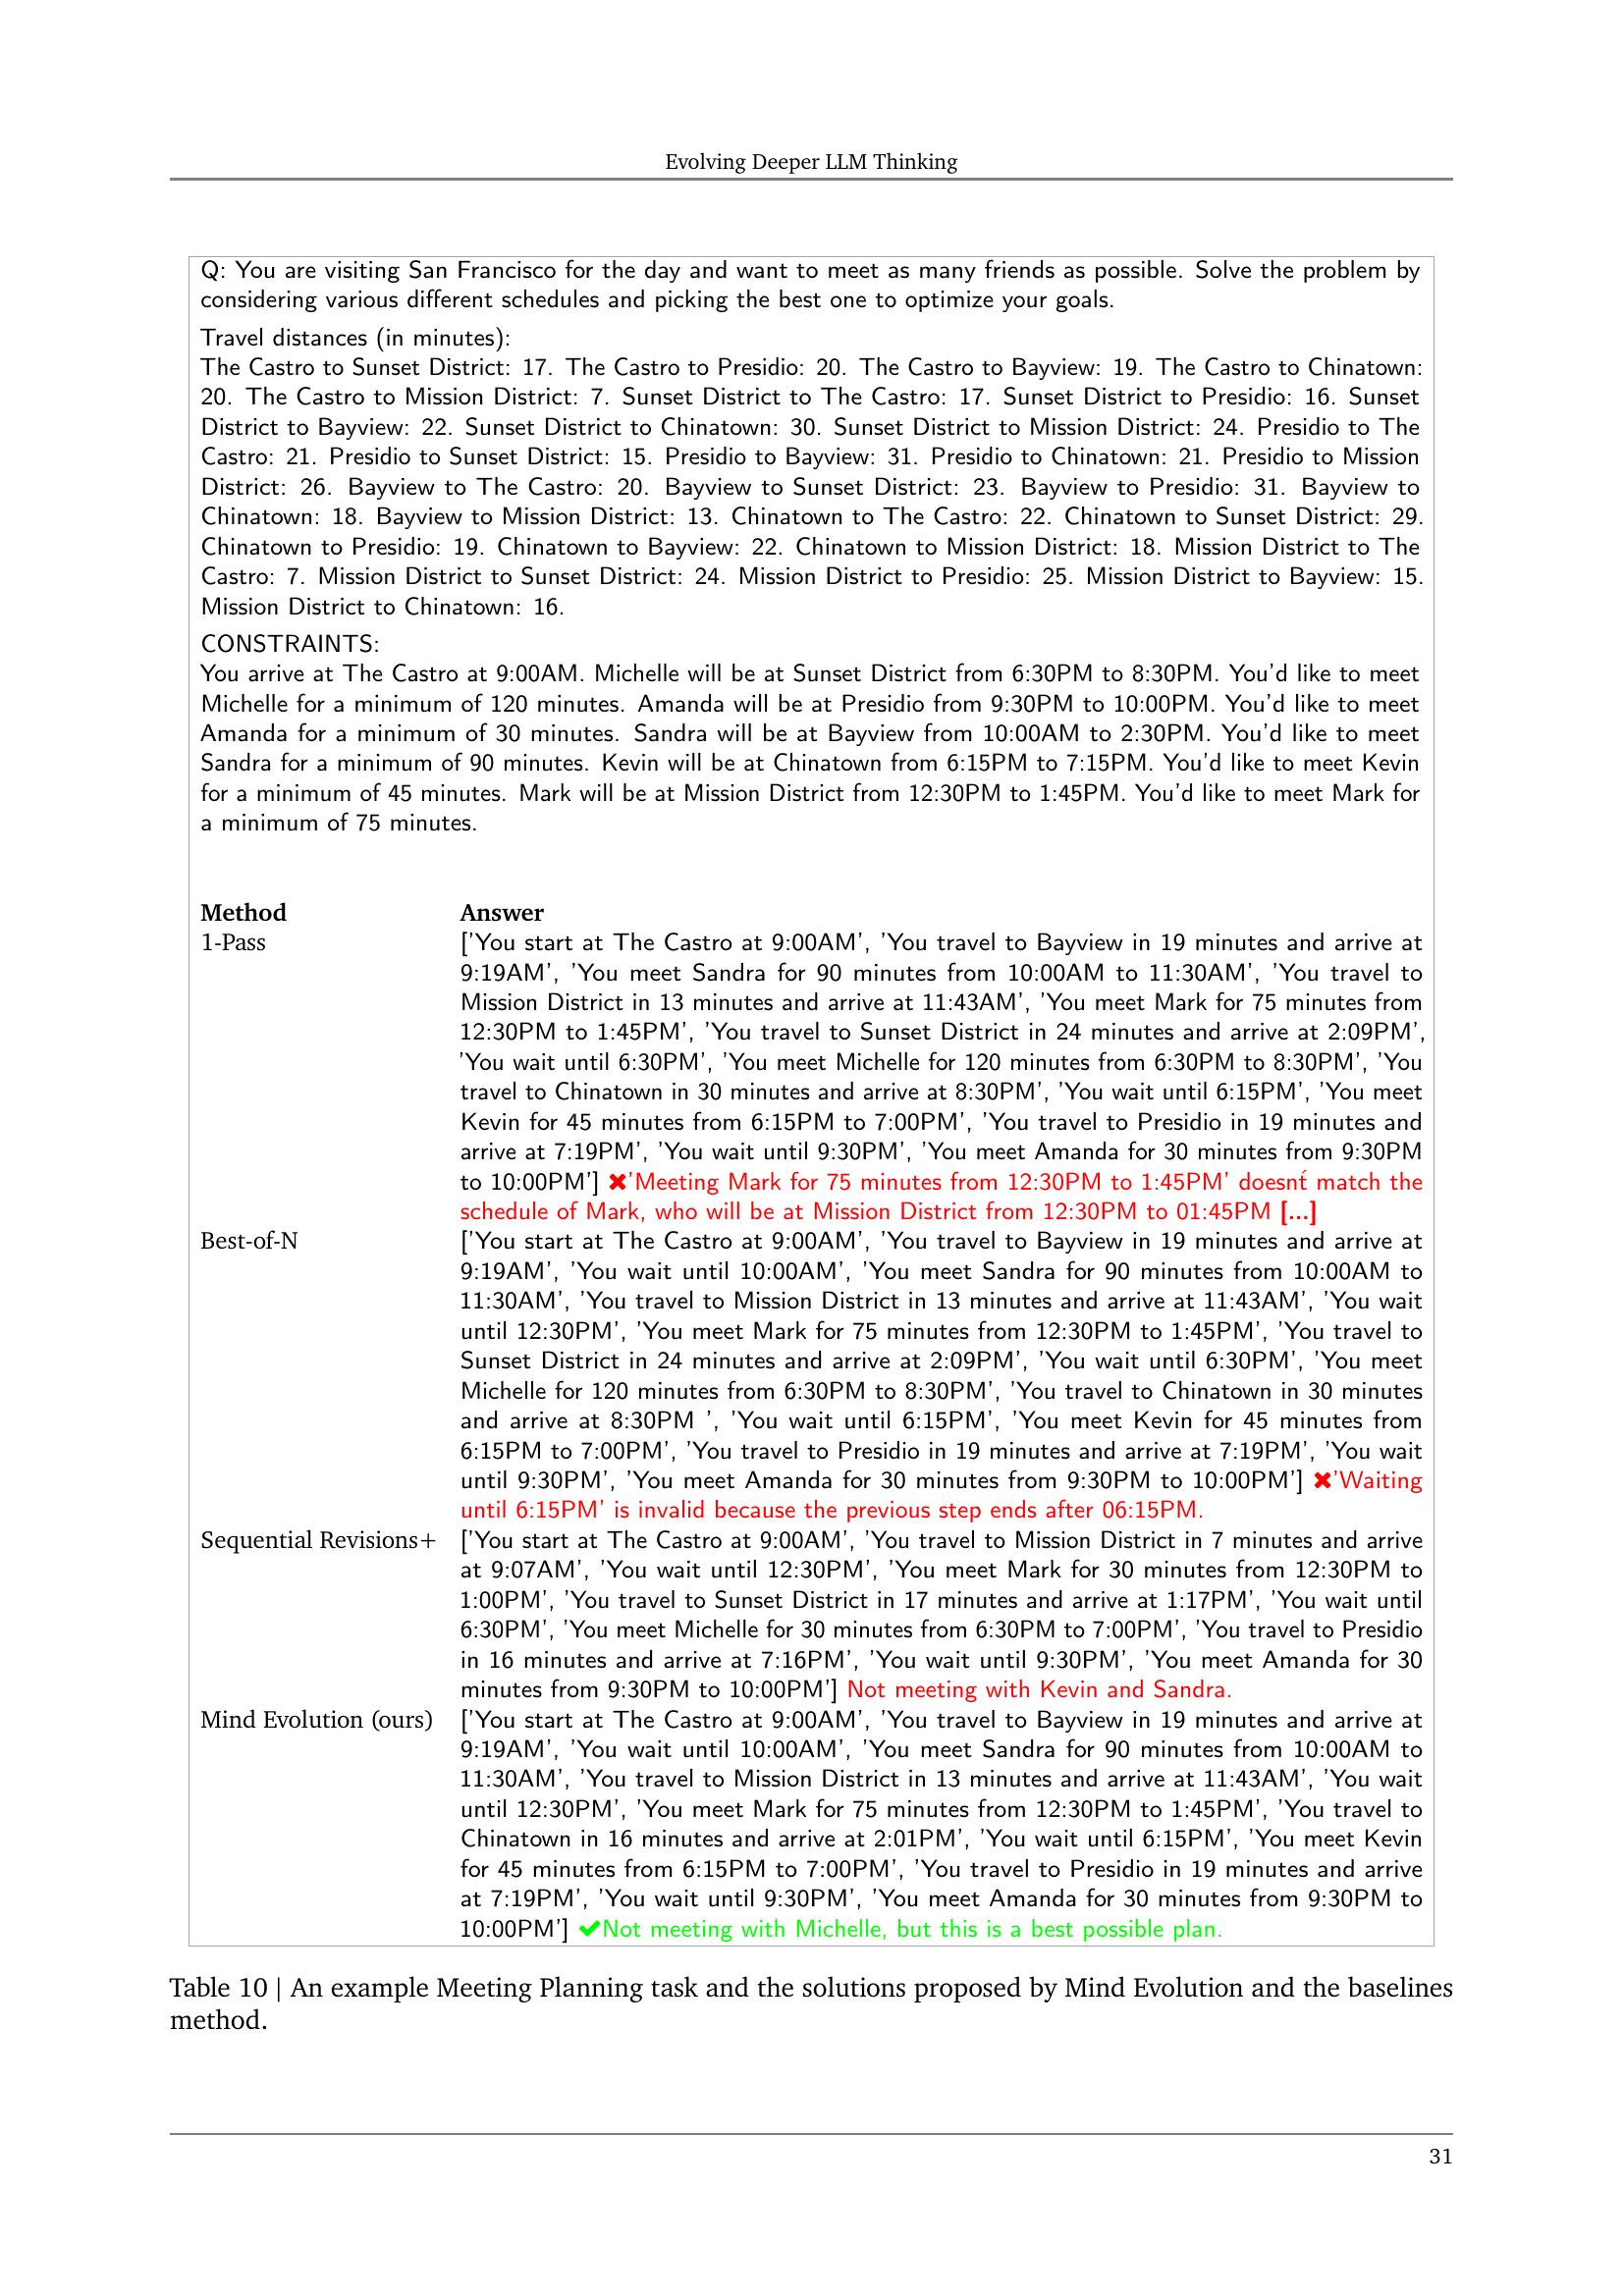 Evolving Deeper LLM Thinking
Q: You are visiting San Francisco for the day and want to meet as many friends as possible. Solve the problem by
considering various different schedules and picking the best one to optimize your goals.
Travel distances (in minutes):
The Castro to Sunset District: 17. The Castro to Presidio: 20. The Castro to Bayview: 19. The Castro to Chinatown:
20. The Castro to Mission District: 7. Sunset District to The Castro: 17. Sunset District to Presidio: 16. Sunset
District to Bayview: 22. Sunset District to Chinatown: 30. Sunset District to Mission District: 24. Presidio to The
Castro: 21. Presidio to Sunset District: 15. Presidio to Bayview: 31. Presidio to Chinatown: 21. Presidio to Mission
District: 26. Bayview to The Castro: 20. Bayview to Sunset District: 23. Bayview to Presidio: 31. Bayview to
Chinatown: 18. Bayview to Mission District: 13. Chinatown to The Castro: 22. Chinatown to Sunset District: 29.
Chinatown to Presidio: 19. Chinatown to Bayview: 22. Chinatown to Mission District: 18. Mission District to The
Castro: 7. Mission District to Sunset District: 24. Mission District to Presidio: 25. Mission District to Bayview: 15.
Mission District to Chinatown: 16.
CONSTRAINTS:
You arrive at The Castro at 9:00AM. Michelle will be at Sunset District from 6:30PM to 8:30PM. You'd like to meet
Michelle for a minimum of 120 minutes. Amanda will be at Presidio from 9:30PM to 10:00PM. You'd like to meet
Amanda for a minimum of 30 minutes. Sandra will be at Bayview from 10:00AM to 2:30PM. You'd like to meet
Sandra for a minimum of 90 minutes. Kevin will be at Chinatown from 6:15PM to 7:15PM. You'd like to meet Kevin
for a minimum of 45 minutes. Mark will be at Mission District from 12:30PM to 1:45PM. You'd like to meet Mark for
a minimum of 75 minutes.
Method Answer
1-Pass ['You start at The Castro at 9:00AM', 'You travel to Bayview in 19 minutes and arrive at
9:19AM', 'You meet Sandra for 90 minutes from 10:00AM to 11:30AM', 'You travel to
Mission District in 13 minutes and arrive at 11:43AM', 'You meet Mark for 75 minutes from
12:30PM to 1:45PM', 'You travel to Sunset District in 24 minutes and arrive at 2:09PM',
'You wait until 6:30PM', 'You meet Michelle for 120 minutes from 6:30PM to 8:30PM', 'You
travel to Chinatown in 30 minutes and arrive at 8:30PM', 'You wait until 6:15PM', 'You meet
Kevin for 45 minutes from 6:15PM to 7:00PM', 'You travel to Presidio in 19 minutes and
arrive at 7:19PM', 'You wait until 9:30PM', 'You meet Amanda for 30 minutes from 9:30PM
to 10:00PM'] ✘'Meeting Mark for 75 minutes from 12:30PM to 1:45PM' doesnt́ match the
schedule of Mark, who will be at Mission District from 12:30PM to 01:45PM [...]
Best-of-N ['You start at The Castro at 9:00AM', 'You travel to Bayview in 19 minutes and arrive at
9:19AM', 'You wait until 10:00AM', 'You meet Sandra for 90 minutes from 10:00AM to
11:30AM', 'You travel to Mission District in 13 minutes and arrive at 11:43AM', 'You wait
until 12:30PM', 'You meet Mark for 75 minutes from 12:30PM to 1:45PM', 'You travel to
Sunset District in 24 minutes and arrive at 2:09PM', 'You wait until 6:30PM', 'You meet
Michelle for 120 minutes from 6:30PM to 8:30PM', 'You travel to Chinatown in 30 minutes
and arrive at 8:30PM ', 'You wait until 6:15PM', 'You meet Kevin for 45 minutes from
6:15PM to 7:00PM', 'You travel to Presidio in 19 minutes and arrive at 7:19PM', 'You wait
until 9:30PM', 'You meet Amanda for 30 minutes from 9:30PM to 10:00PM'] ✘'Waiting
until 6:15PM' is invalid because the previous step ends after 06:15PM.
Sequential Revisions+ ['You start at The Castro at 9:00AM', 'You travel to Mission District in 7 minutes and arrive
at 9:07AM', 'You wait until 12:30PM', 'You meet Mark for 30 minutes from 12:30PM to
1:00PM', 'You travel to Sunset District in 17 minutes and arrive at 1:17PM', 'You wait until
6:30PM', 'You meet Michelle for 30 minutes from 6:30PM to 7:00PM', 'You travel to Presidio
in 16 minutes and arrive at 7:16PM', 'You wait until 9:30PM', 'You meet Amanda for 30
minutes from 9:30PM to 10:00PM'] Not meeting with Kevin and Sandra.
Mind Evolution (ours) ['You start at The Castro at 9:00AM', 'You travel to Bayview in 19 minutes and arrive at
9:19AM', 'You wait until 10:00AM', 'You meet Sandra for 90 minutes from 10:00AM to
11:30AM', 'You travel to Mission District in 13 minutes and arrive at 11:43AM', 'You wait
until 12:30PM', 'You meet Mark for 75 minutes from 12:30PM to 1:45PM', 'You travel to
Chinatown in 16 minutes and arrive at 2:01PM', 'You wait until 6:15PM', 'You meet Kevin
for 45 minutes from 6:15PM to 7:00PM', 'You travel to Presidio in 19 minutes and arrive
at 7:19PM', 'You wait until 9:30PM', 'You meet Amanda for 30 minutes from 9:30PM to
10:00PM'] ✔Not meeting with Michelle, but this is a best possible plan.
Table 10 | An example Meeting Planning task and the solutions proposed by Mind Evolution and the baselines
method.
31